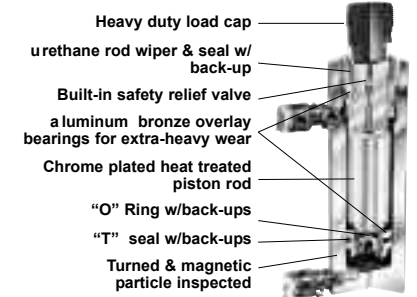 Heavy duty load cap
urethane rod wiper & seal w/
back-up
Built-in safety relief valve
aluminum bronze overlay
bearings for extra-heavy wear
Chrome plated heat treated
piston rod
“O” Ring w/back-ups
“T” seal w/back-ups
Turned & magnetic
particle inspected